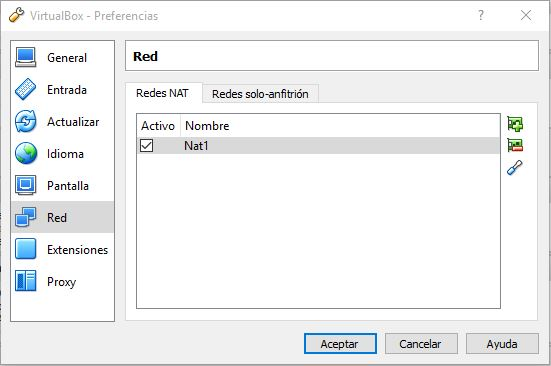 VirtualBox - Preferencias
General
Entrada
Actualizar
Idioma
Pantalla
Red
Extensiones
Proxy
Red
Redes NAT Redes solo-anfitrión
Activo Nombre
Nat1
Aceptar Cancelar Ayuda